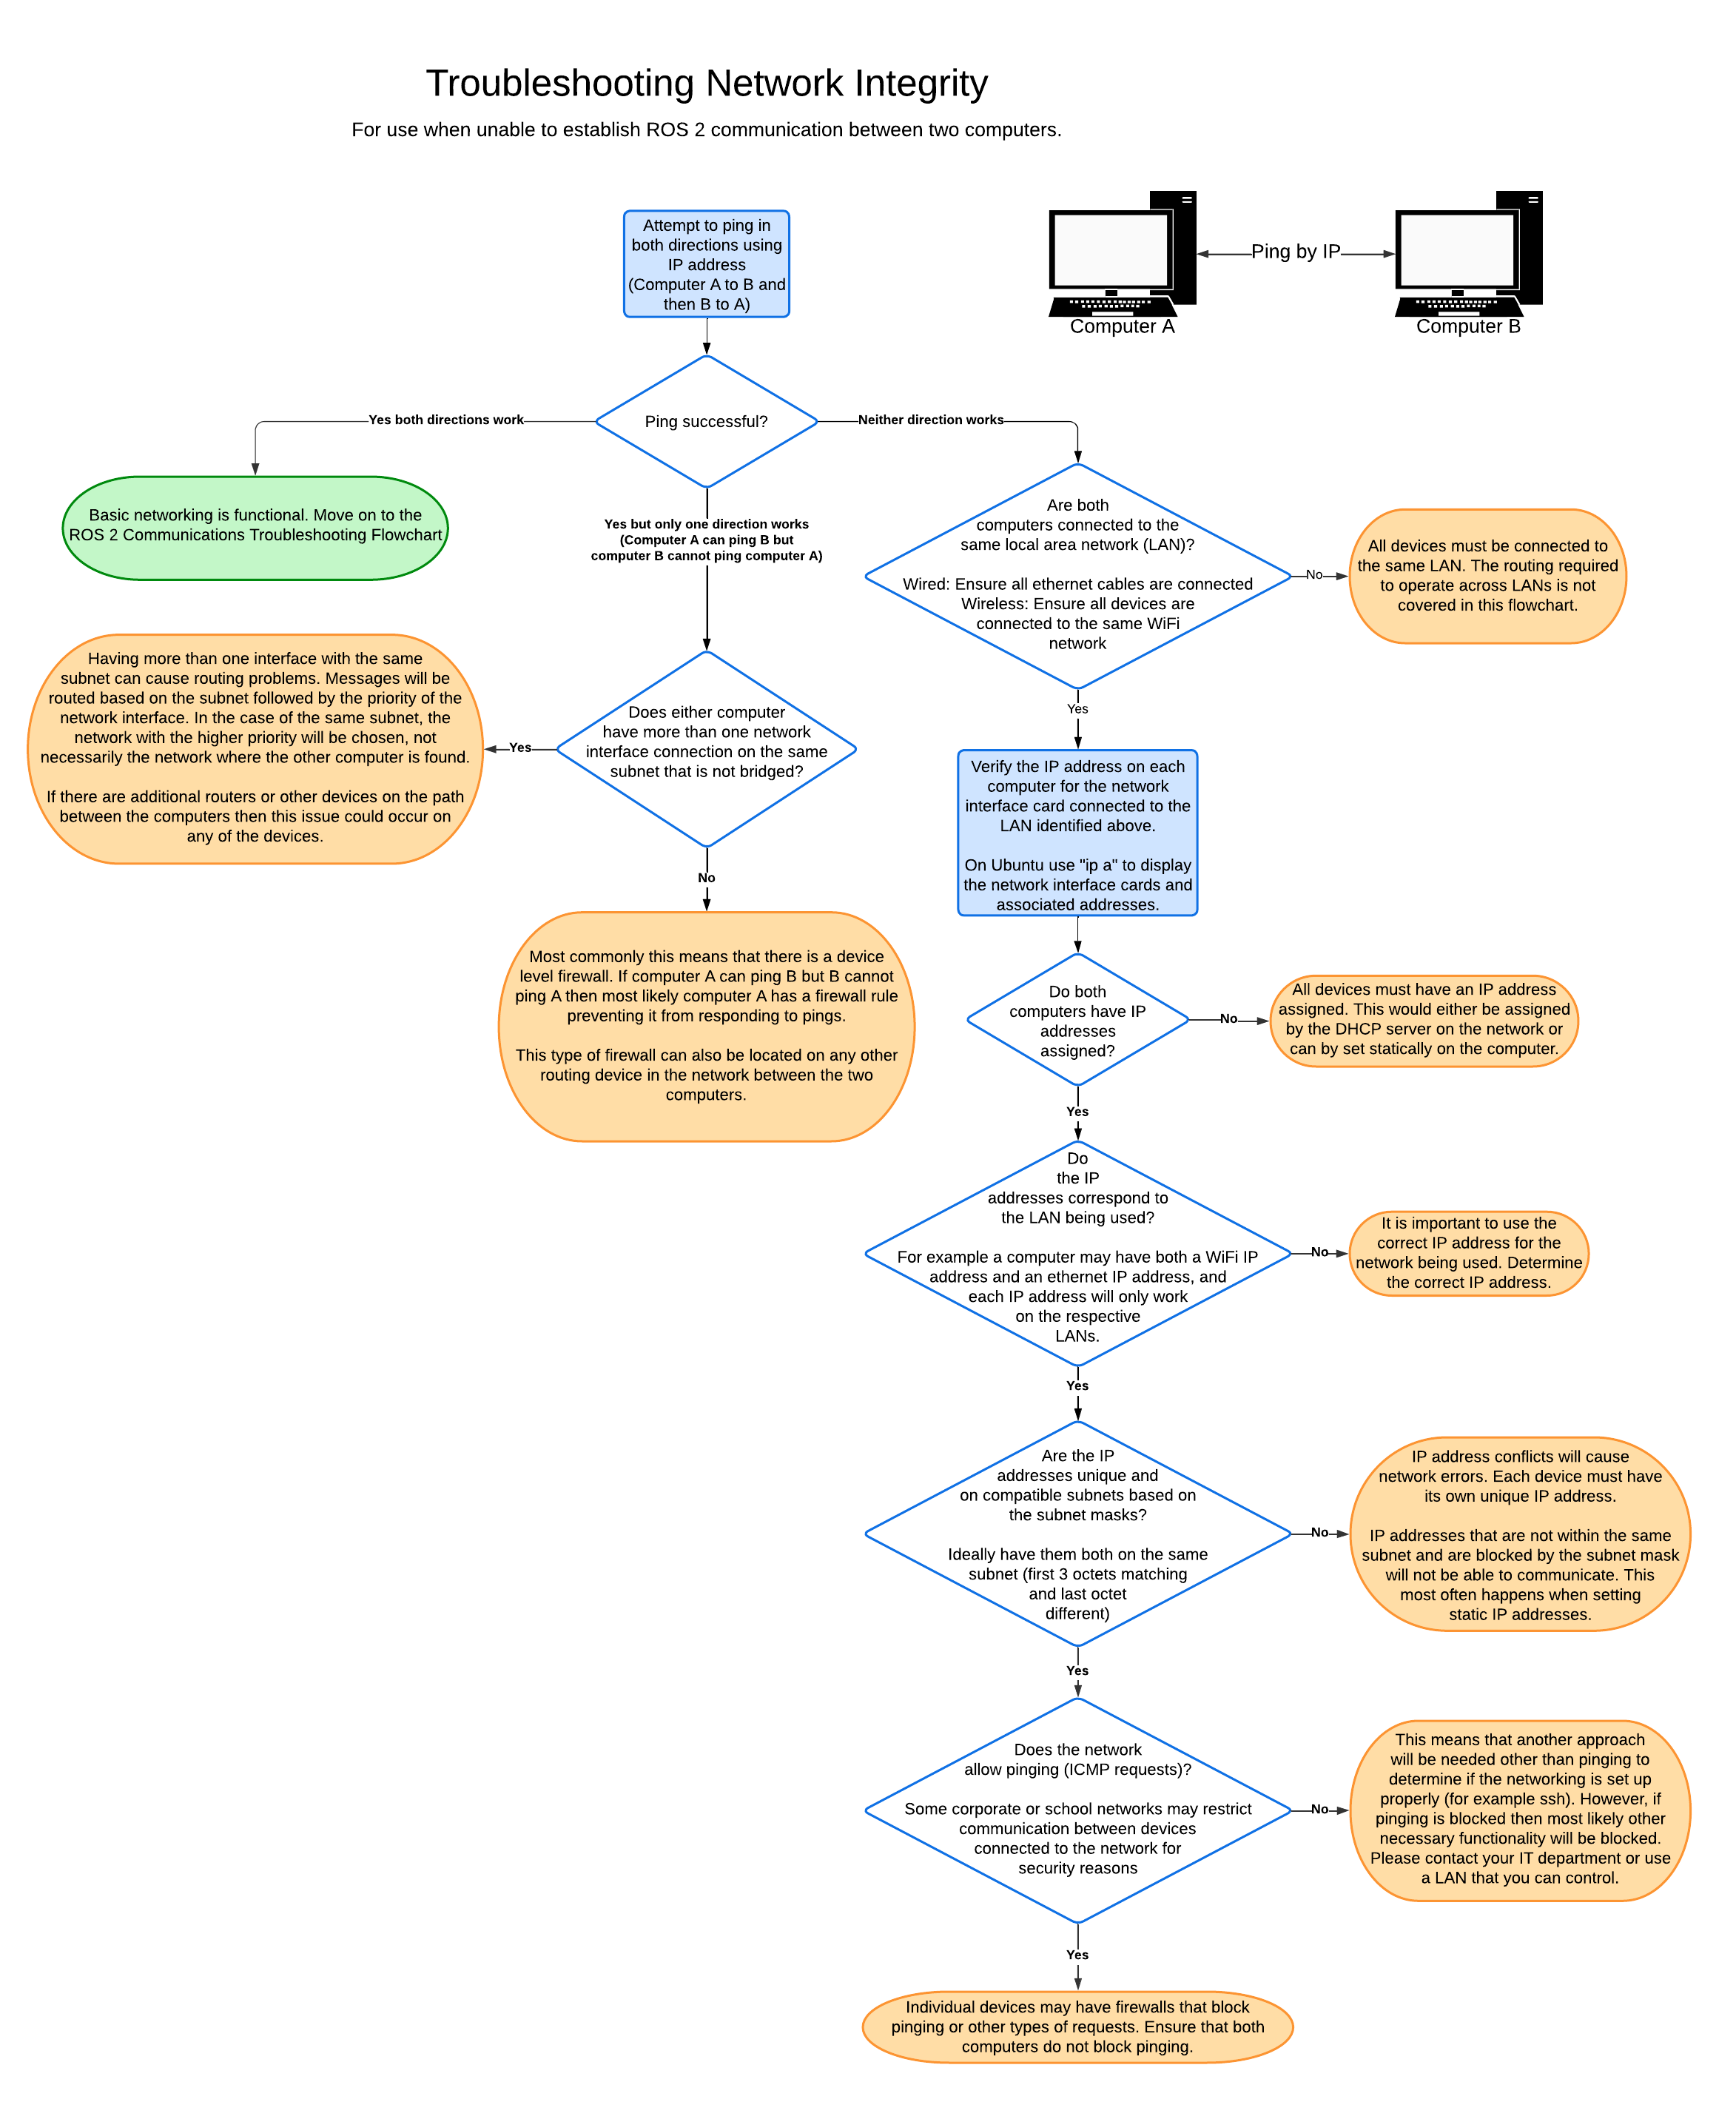 Troubleshooting Network Integrity
For use when unable to establish ROS 2 communication between two computers.
Attempt to ping in
both directions using
IP address
(Computer A to B and
then B to A)
Ping by IP
Computer A
Computer B
Ping successful?
Yes both directions work
Neither direction works
Basic networking is functional. Move on to the
ROS 2 Communications Troubleshooting Flowchart
Yes but only one direction works
(Computer A can ping B but
computer B cannot ping computer A)
Are both
computers connected to the
same local area network (LAN)?
Wired: Ensure all ethernet cables are connected
Wireless: Ensure all devices are
connected to the same WiFi
network
No
All devices must be connected to
the same LAN. The routing required
to operate across LANs is not
covered in this flowchart.
Having more than one interface with the same
subnet can cause routing problems. Messages will be
routed based on the subnet followed by the priority of the
network interface. In the case of the same subnet, the
network with the higher priority will be chosen, not
necessarily the network where the other computer is found.
If there are additional routers or other devices on the path
between the computers then this issue could occur on
any of the devices.
Yes
Does either computer
have more than one network
interface connection on the same
subnet that is not bridged?
No
Most commonly this means that there is a device
level firewall. If computer A can ping B but B cannot
ping A then most likely computer A has a firewall rule
preventing it from responding to pings.
This type of firewall can also be located on any other
routing device in the network between the two
computers.
Yes
Verify the IP address on each
computer for the network
interface card connected to the
LAN identified above.
On Ubuntu use "ip a" to display
the network interface cards and
associated addresses.
Do both
computers have IP
addresses
assigned?
No
All devices must have an IP address
assigned. This would either be assigned
by the DHCP server on the network or
can by set statically on the computer.
Yes
Do
the IP
addresses correspond to
the LAN being used?
For example a computer may have both a WiFi IP
address and an ethernet IP address, and
each IP address will only work
on the respective
LANs.
No
It is important to use the
correct IP address for the
network being used. Determine
the correct IP address.
Yes
Are the IP
addresses unique and
on compatible subnets based on
the subnet masks?
Ideally have them both on the same
subnet (first 3 octets matching
and last octet
different)
No
IP address conflicts will cause
network errors. Each device must have
its own unique IP address.
IP addresses that are not within the same
subnet and are blocked by the subnet mask
will not be able to communicate. This
most often happens when setting
static IP addresses.
Yes
Does the network
allow pinging (ICMP requests)?
Some corporate or school networks may restrict
communication between devices
connected to the network for
security reasons
No
This means that another approach
will be needed other than pinging to
determine if the networking is set up
properly (for example ssh). However, if
pinging is blocked then most likely other
necessary functionality will be blocked.
Please contact your IT department or use
a LAN that you can control.
Yes
Individual devices may have firewalls that block
pinging or other types of requests. Ensure that both
computers do not block pinging.